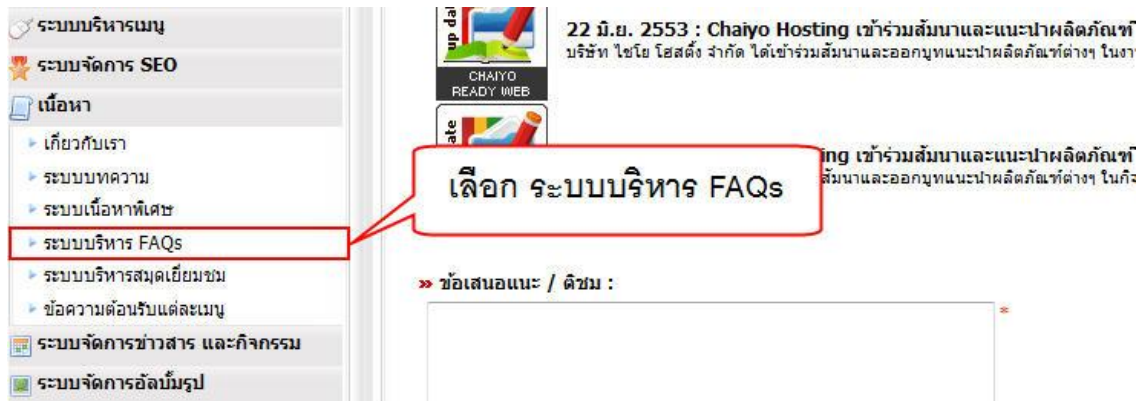 ระบบบริหารเมนู
ระบบจัดการ SEO
เนื้อหา
เกี่ยวกับเรา
ระบบบทความ
ระบบเนื้อหาพิเศษ
ระบบบริหาร FAQs
ระบบบริหารสมุดเยี่ยมชม
ข้อความต้อนรับแต่ละเมนู
ระบบจัดการข่าวสาร และกิจกรรม
ระบบจัดการอัลบั้มรูป
up dat
CHAIYO
READY WEB
22 มิ.ย. 2553 : Chaiyo Hosting เข้าร่วมสัมนาและแนะนำผลิตภัณฑ์
บริษัท ไชโย โฮสติ้ง จำกัด ได้เข้าร่วมสัมนาและออกบูทแนะนำผลิตภัณฑ์ต่างๆ ในงา
ate
ing เข้าร่วมสัมนาและแนะนำผลิตภัณฑ์
สัมนาและออกบูทแนะนำผลิตภัณฑ์ต่างๆ ในกิจ
เลือก ระบบบริหาร FAQs
» ข้อเสนอแนะ / ติชม :
*